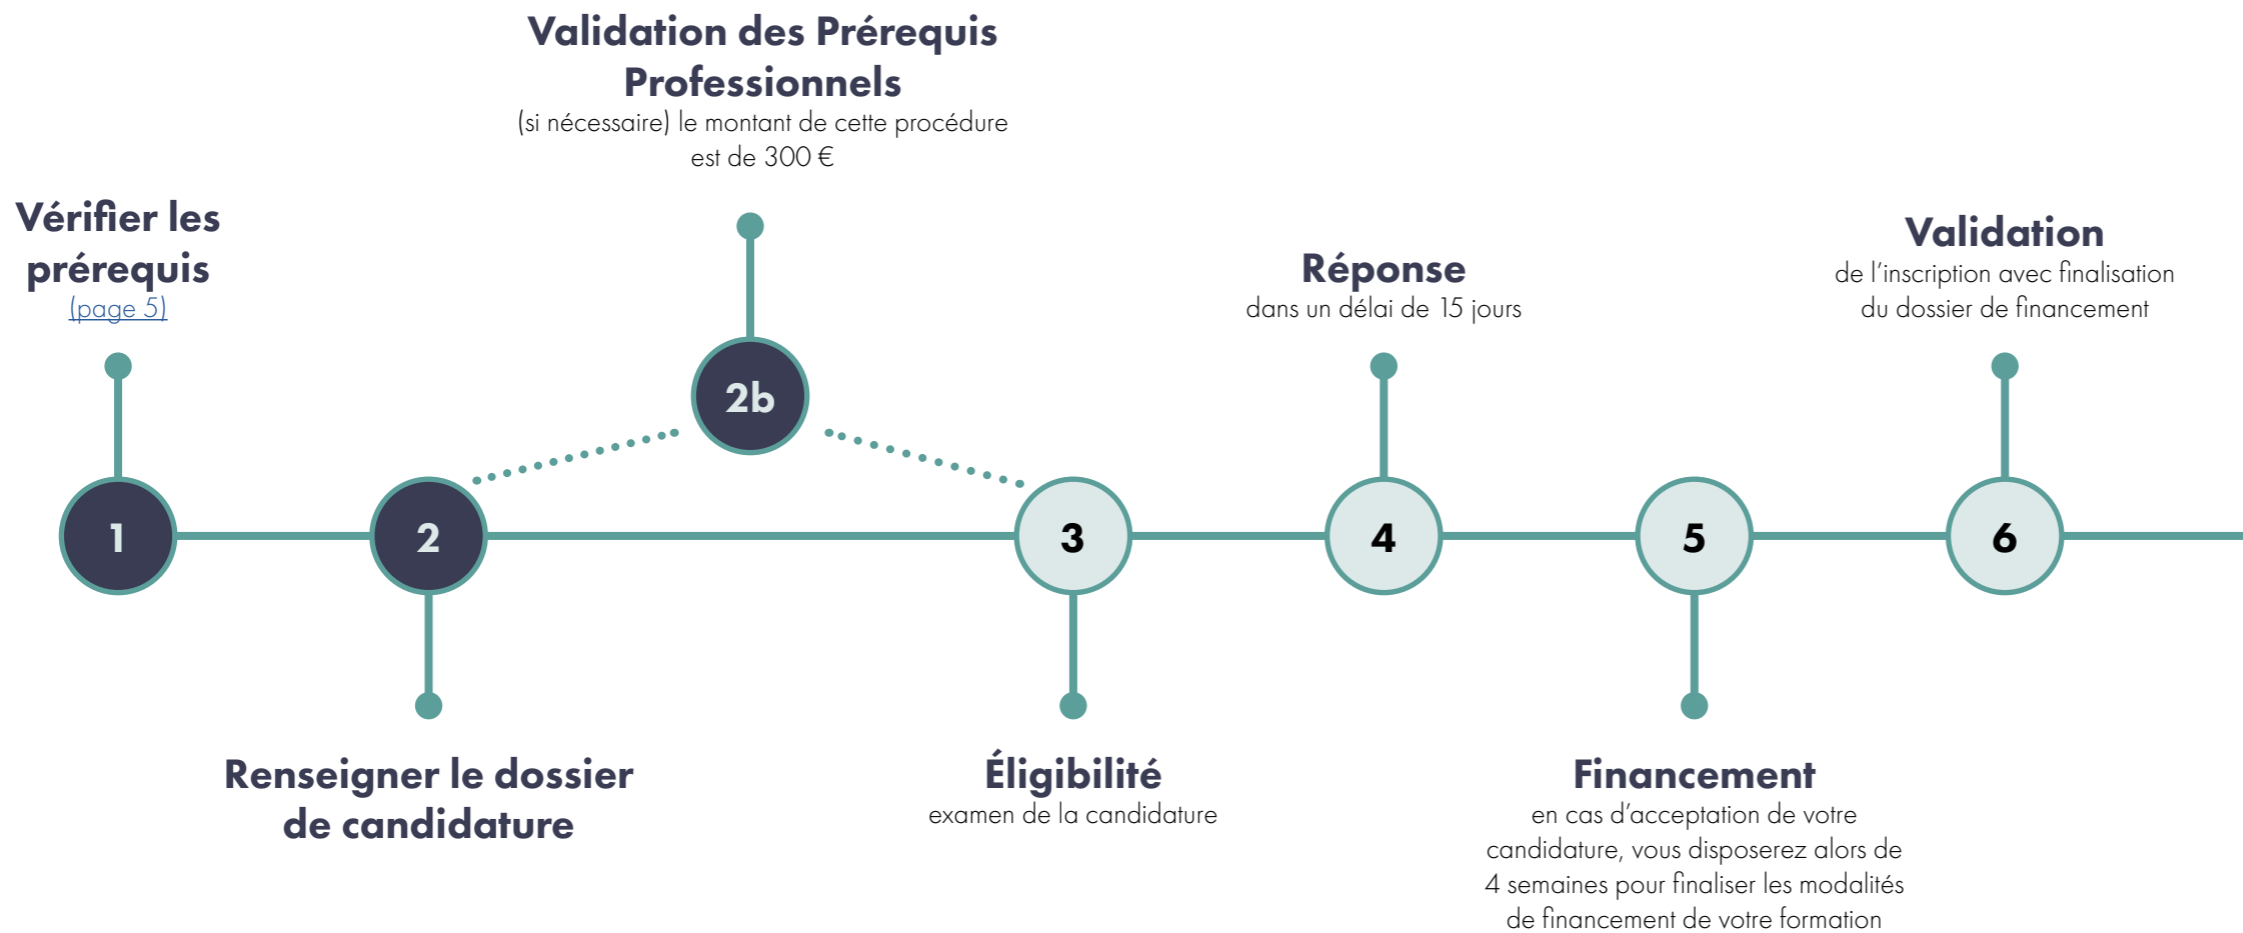 Validation des Prérequis
Professionnels
(si nécessaire) le montant de cette procédure
est de 300 €
Vérifier les
prérequis
(page 5)
Réponse
dans un délai de 15 jours
Validation
de l’inscription avec finalisation
du dossier de financement
2b
1
2
3
4
5
6
Renseigner le dossier
de candidature
Éligibilité
examen de la candidature
Financement
en cas d’acceptation de votre
candidature, vous disposerez alors de
4 semaines pour finaliser les modalités
de financement de votre formation